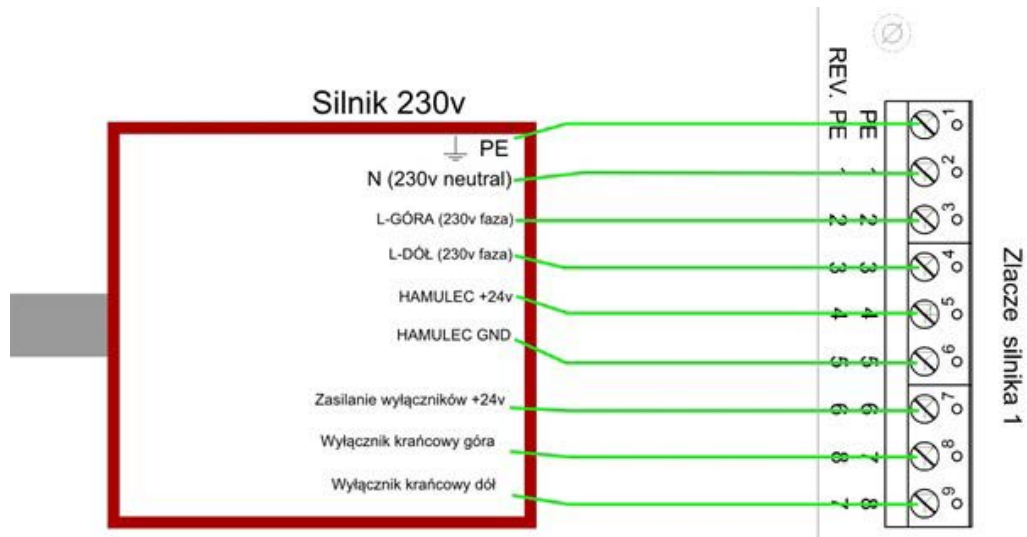 Silnik 230v
PE
N (230v neutral)
L-GÓRA (230v faza)
L-DÓŁ (230v faza)
HAMULEC +24v
HAMULEC GND
Zasilanie wyłączników +24v
Wyłącznik krańcowy góra
Wyłącznik krańcowy dół
REV. PE 1 2 3 4 5 6 8 7
PE 1 2 3 4 5 6 7 8
1 2 3 4 5 6 7 8 9
Zlacze silnika 1